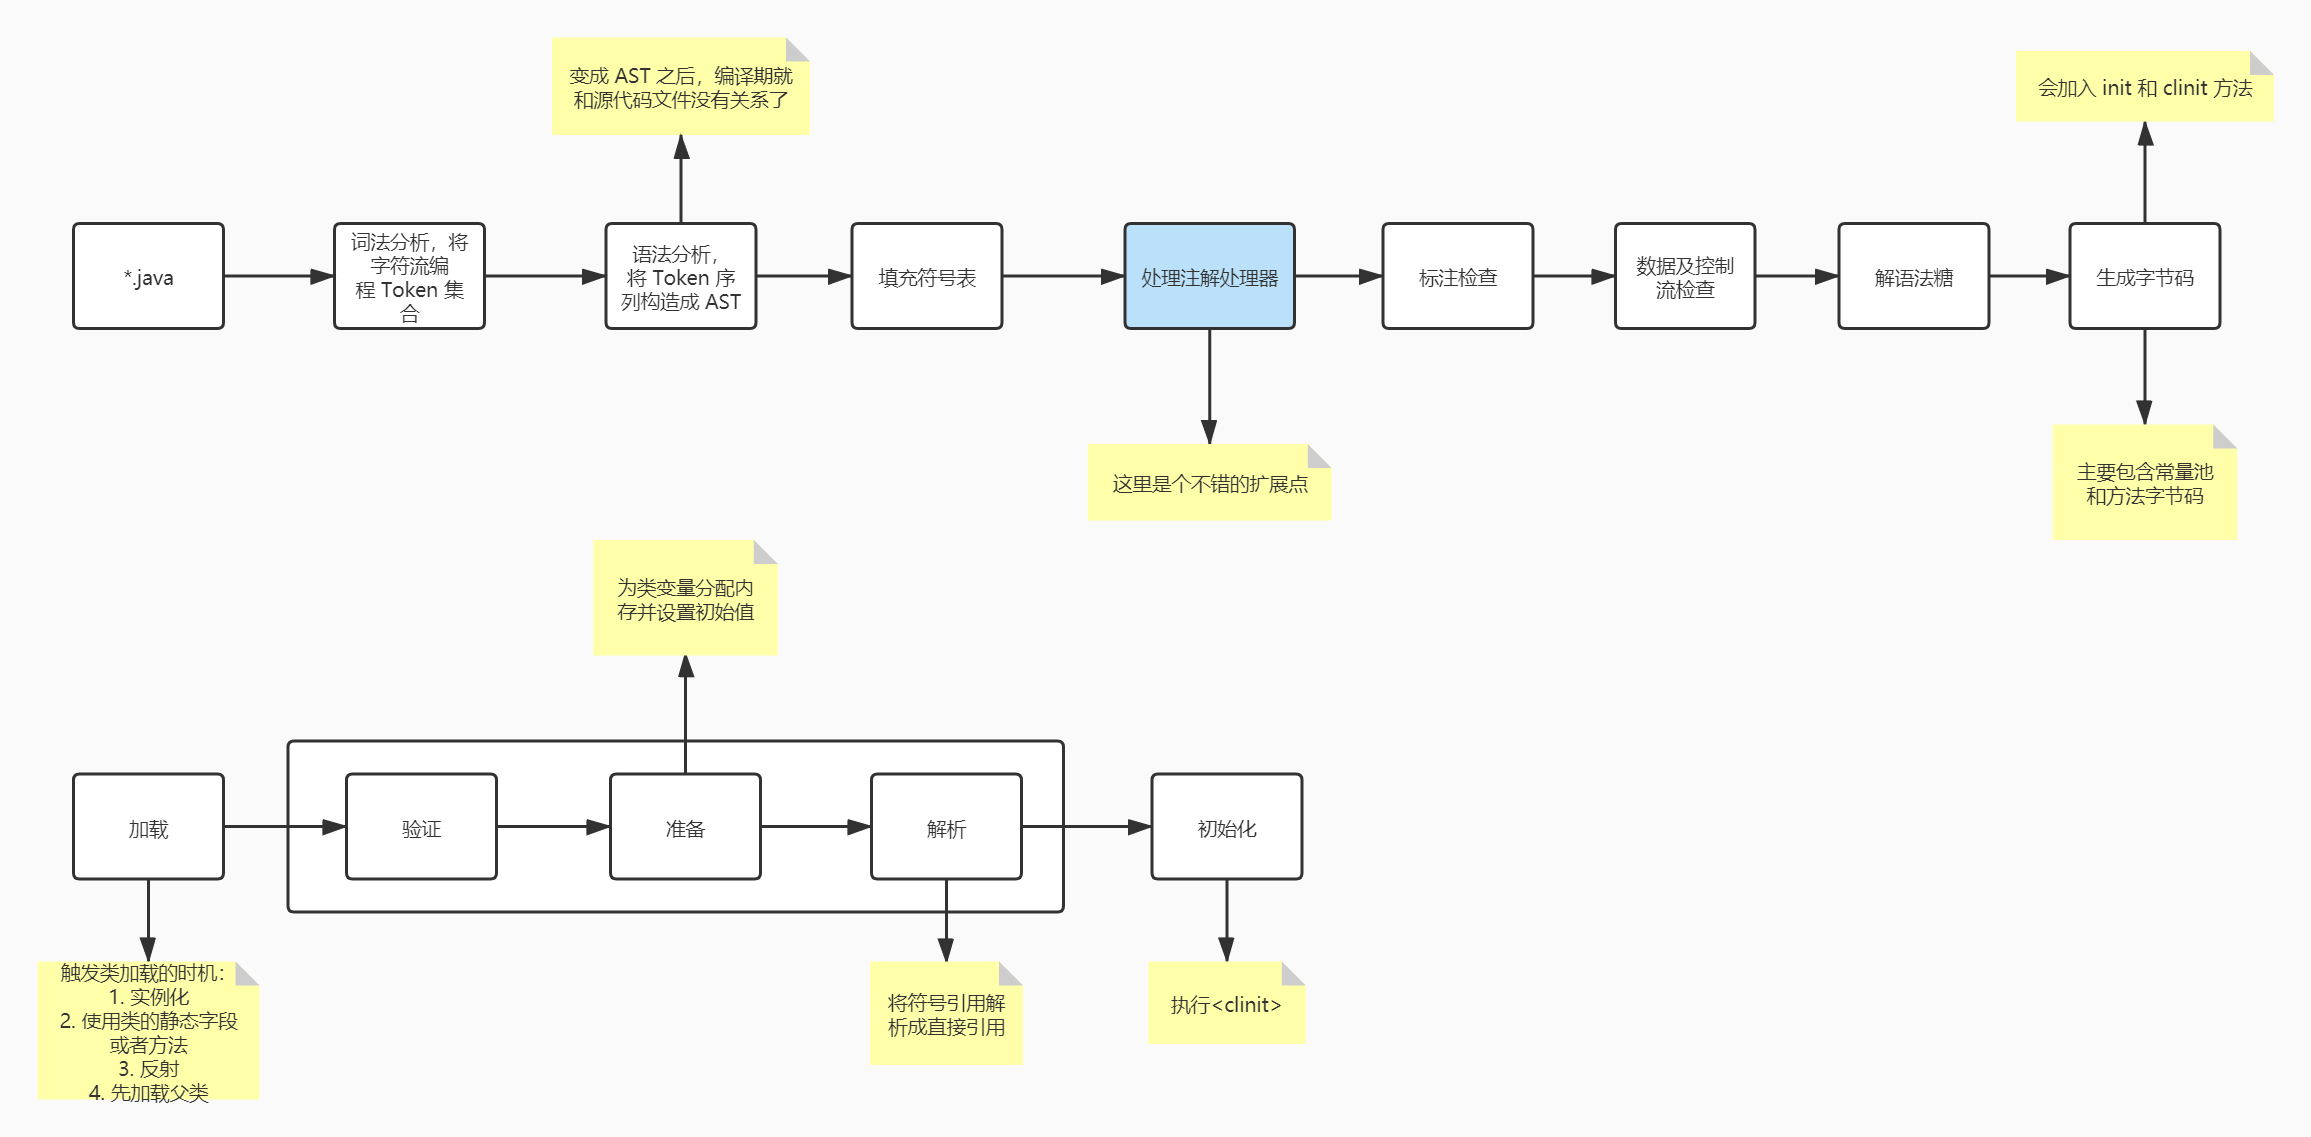 变成 AST 之后，编译期就
和源代码文件没有关系了
会加入 init 和 clinit 方法
*.java
词法分析，将
字符流编
程 Token 集
合
语法分析，
将 Token 序
列构造成 AST
填充符号表
处理注解处理器
标注检查
数据及控制
流检查
解语法糖
生成字节码
这里是个不错的扩展点
主要包含常量池
和方法字节码
为类变量分配内
存并设置初始值
加载
验证
准备
解析
初始化
触发类加载的时机：
1. 实例化
2. 使用类的静态字段
或者方法
3. 反射
4. 先加载父类
将符号引用解
析成直接引用
执行<clinit>